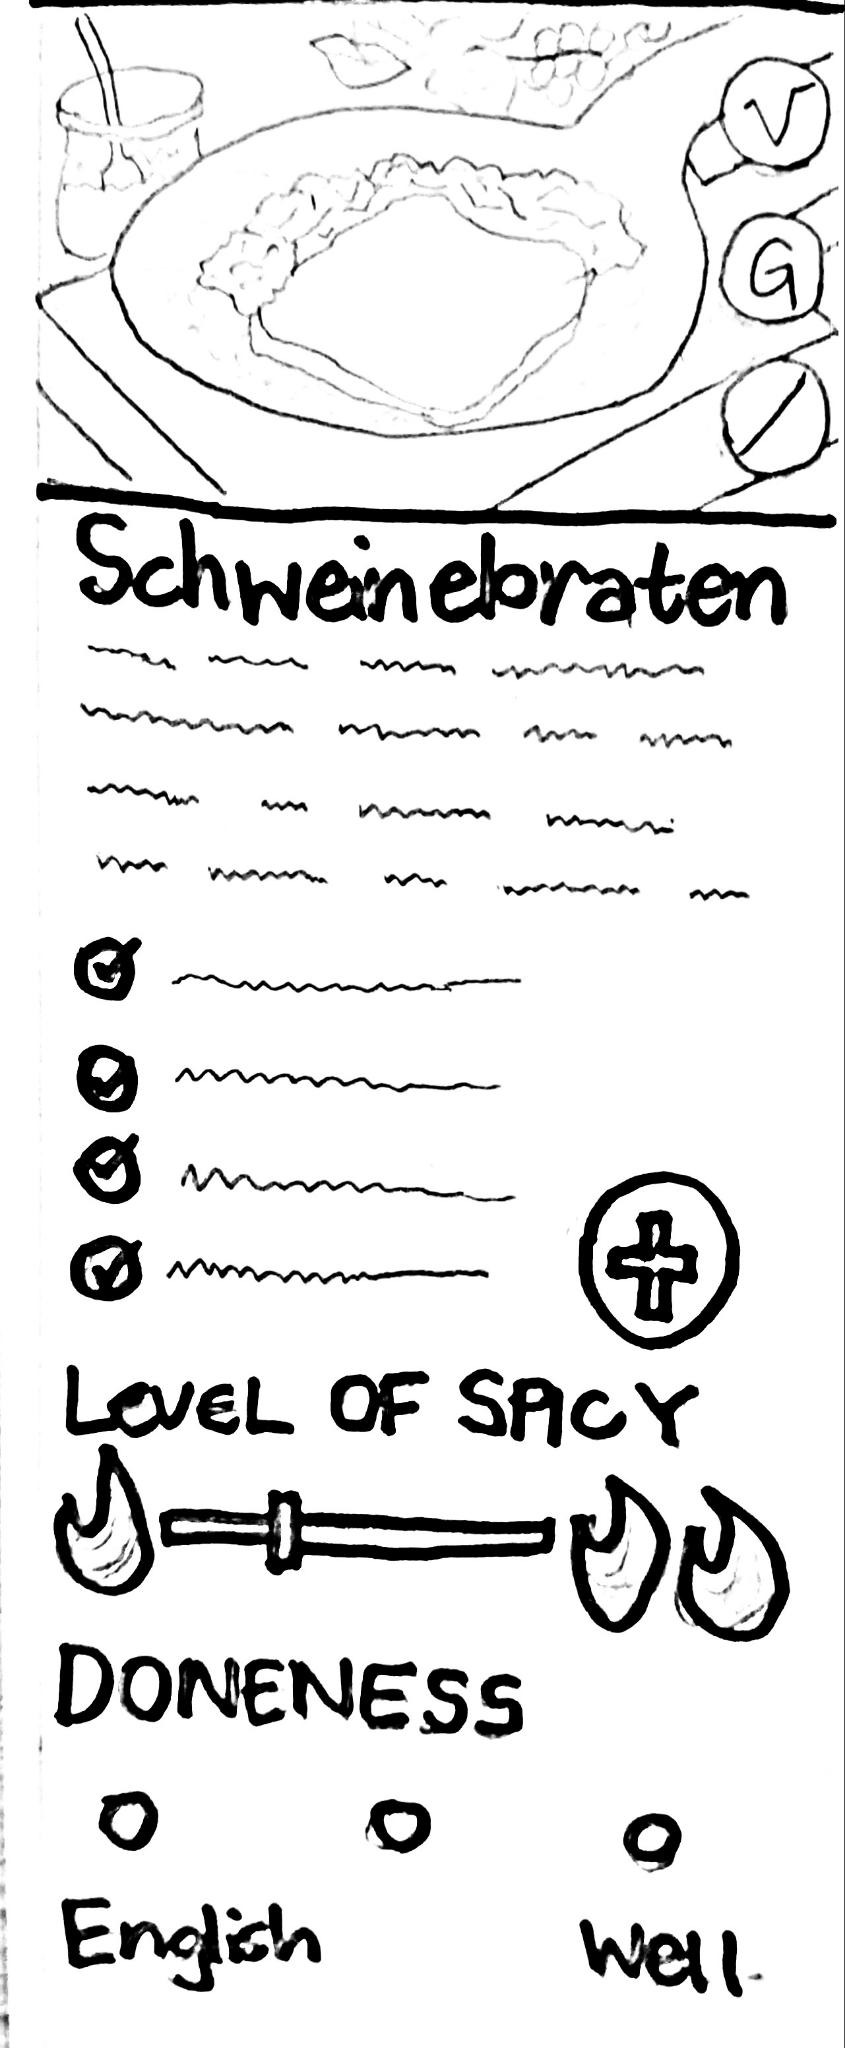 V
G
Schweinebraten
LEVEL OF SPICY
DONENESS
English
Well